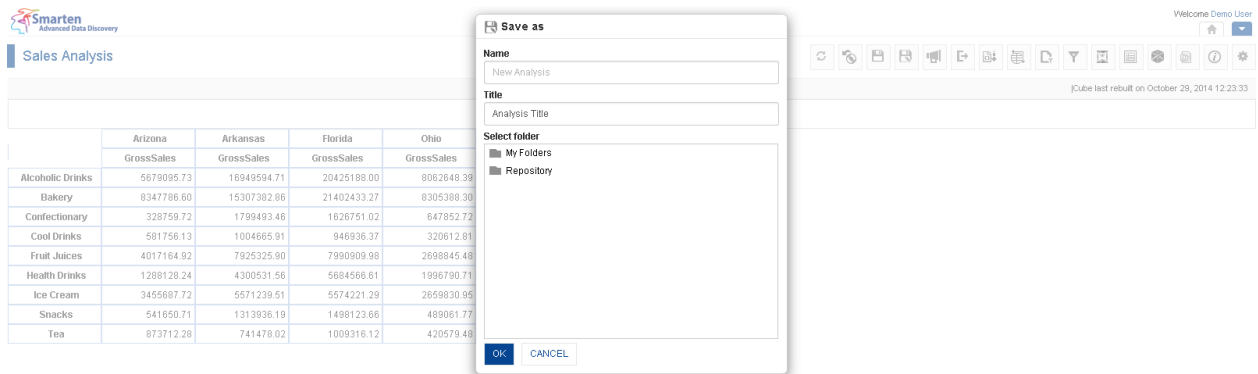 Smarten
Advanced Data Discovery
Welcome Demo User
Sales Analysis
|Cube last rebuilt on October 29, 2014 12:23:33
Arizona Arkansas Florida Ohio
GrossSales GrossSales GrossSales GrossSales
Alcoholic Drinks 5679095.73 16949594.71 20425188.00 8062648.39
Bakery 8347786.60 15307382.86 21402433.27 8305388.30
Confectionary 328759.72 1799493.46 1626751.02 647852.72
Cool Drinks 581756.13 1004665.91 946936.37 320612.81
Fruit Juices 4017164.92 7925325.90 7990909.98 2698845.48
Health Drinks 1288128.24 4300531.56 5684566.61 1996790.71
Ice Cream 3455687.72 5571239.51 5574221.29 2659830.95
Snacks 541650.71 1313936.19 1498123.66 489061.77
Tea 873712.28 741478.02 1009316.12 420579.48
Save as
Name
New Analysis
Title
Analysis Title
Select folder
My Folders
Repository
OK CANCEL